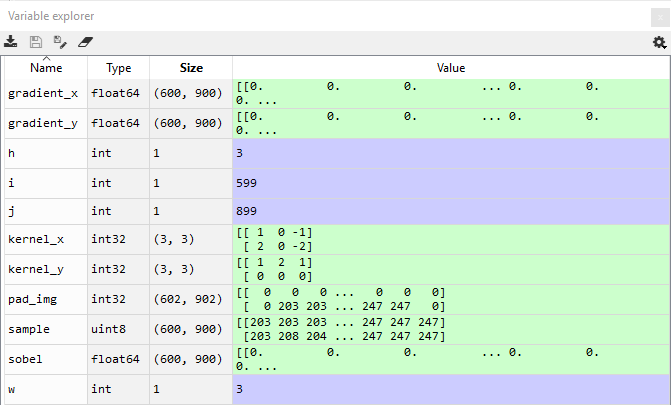 Variable explorer
Name Type Size Value
gradient_x float64 (600, 900) [[0. 0. 0. ... 0. 0.
0. ...
gradient_y float64 (600, 900) [[0. 0. 0. ... 0. 0.
0. ...
h int 1 3
i int 1 599
j int 1 899
kernel_x int32 (3, 3) [[ 1 0 -1]
[ 2 0 -2]
kernel_y int32 (3, 3) [[ 1 2 1]
[ 0 0 0]
pad_img int32 (602, 902) [[ 0 0 0 ... 0 0 0]
[ 0 203 203 ... 247 247 0]
sample uint8 (600, 900) [[203 203 203 ... 247 247 247]
[203 208 204 ... 247 247 247]
sobel float64 (600, 900) [[0. 0. 0. ... 0. 0.
0. ...
w int 1 3